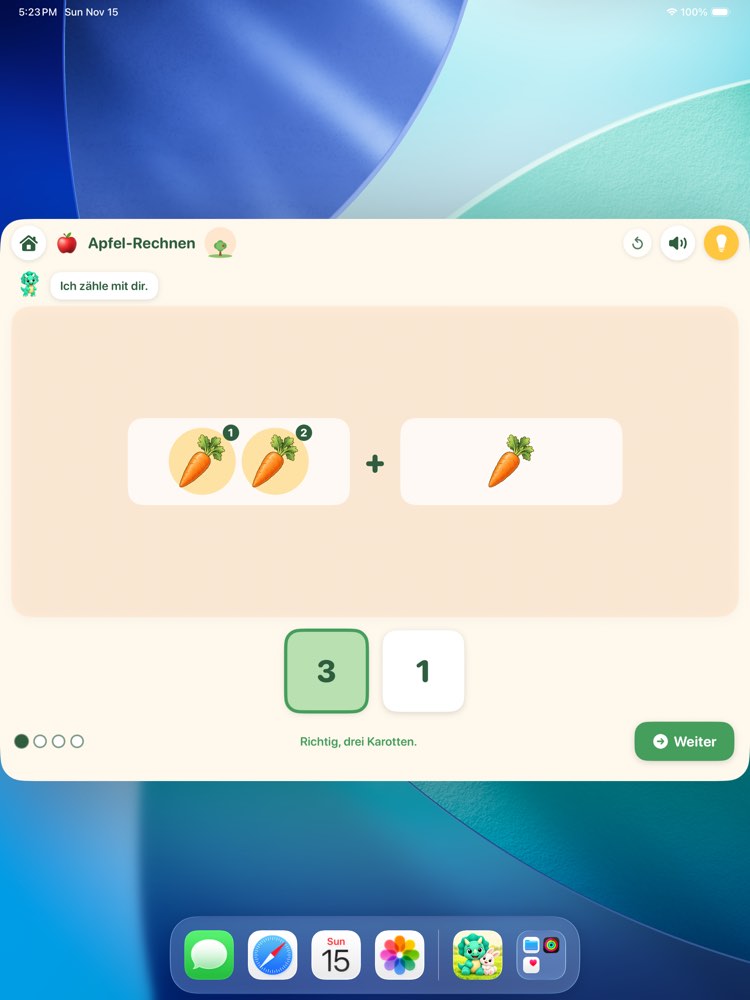 5:23 PM Sun Nov 15
100%
Apfel-Rechnen
Ich zähle mit dir.
1
2
+
3
1
Richtig, drei Karotten.
Weiter
Sun
15